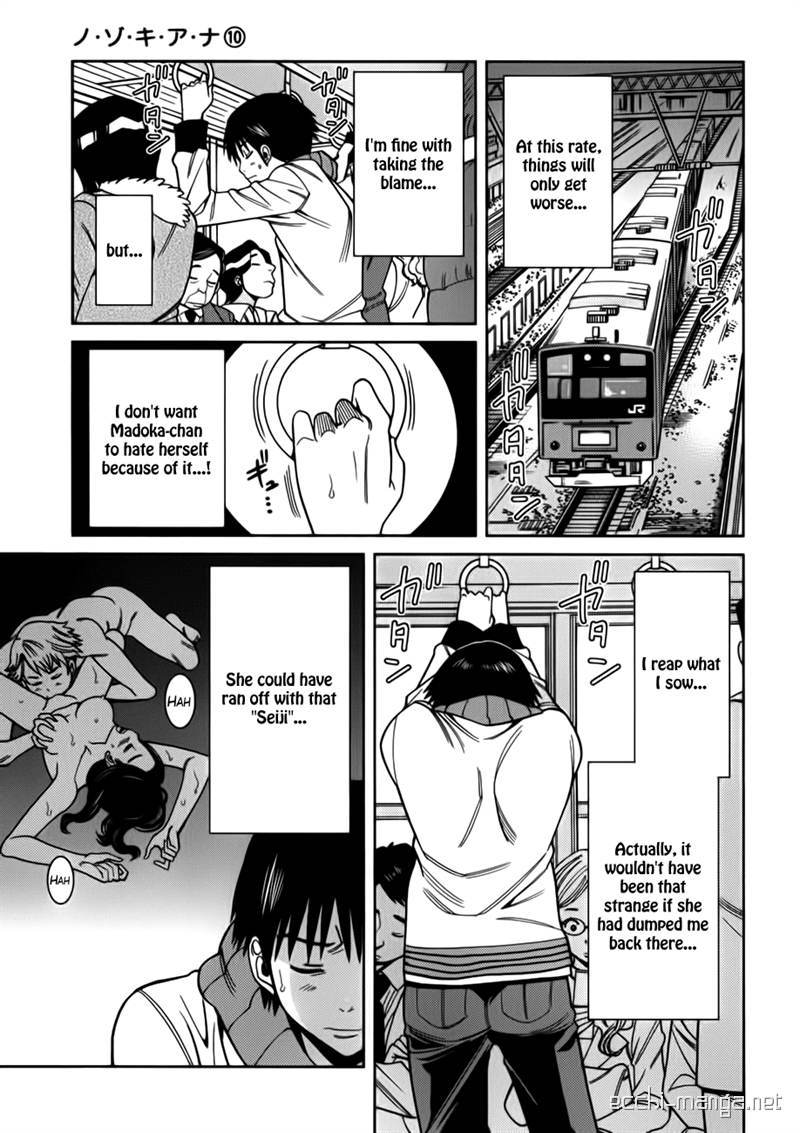 ノ・ゾ・キ・ア・ナ⑩
At this rate,
things will
only get
worse...
ガタン
ガタン
JR
I'm fine with
taking the
blame...
ガタン
ガタン
but...
I don't want
Madoka-chan
to hate herself
because of it...!
ギュ…
I reap what
I sow...
ガタン
ガタン
Actually, it
wouldn't have
been that
strange if she
had dumped me
back there...
She could have
ran off with that
"Seiji"...
HAH
HAH
ecchi-manga.net